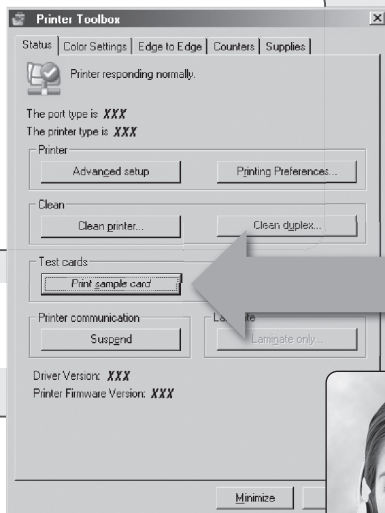 Printer Toolbox
Status Color Settings Edge to Edge Counters Supplies
Printer responding normally.
The port type is XXX
The printer type is XXX
Printer
Advanced setup Printing Preferences...
Clean
Clean printer... Clean duplex...
Test cards
Print sample card
Printer communication
Suspend Laminate only...
Driver Version: XXX
Printer Firmware Version: XXX
Minimize